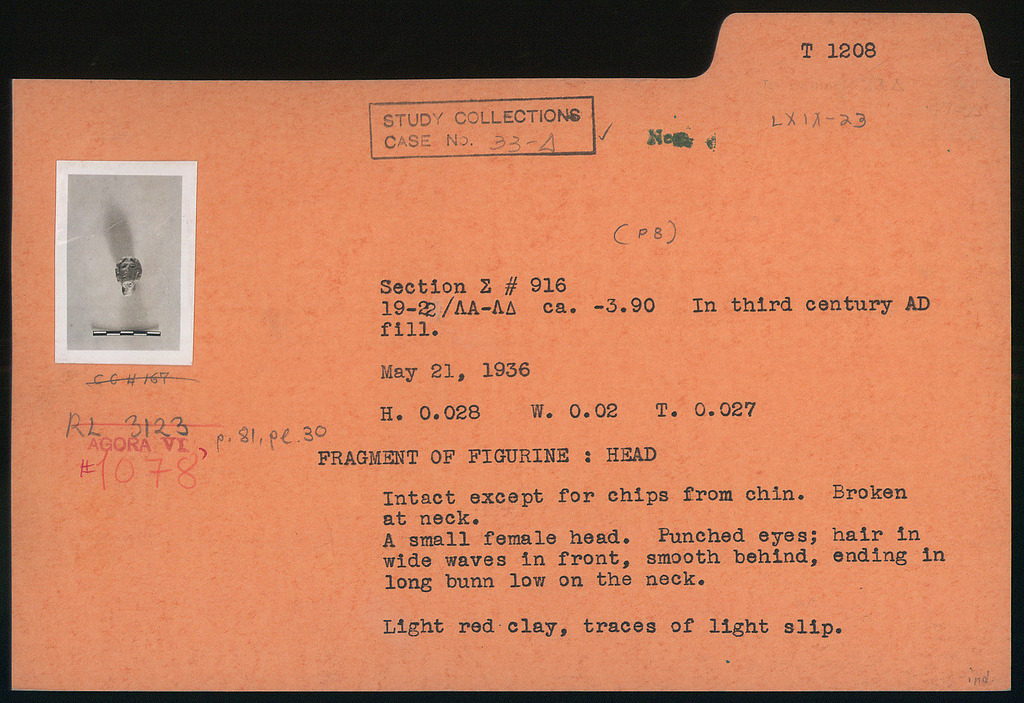 T 1208
LXIX-23
STUDY COLLECTIONS
CASE No. 33-Δ ✓
(P8)
Section Σ # 916
19-22/ΛΑ-ΛΔ ca. -3.90 In third century AD
fill.
May 21, 1936
H. 0.028 W. 0.02 T. 0.027
CC H 167
RL 3123
AGORA VI, p. 81, pl. 30
#1078
FRAGMENT OF FIGURINE : HEAD
Intact except for chips from chin. Broken
at neck.
A small female head. Punched eyes; hair in
wide waves in front, smooth behind, ending in
long bunn low on the neck.
Light red clay, traces of light slip.
ind.